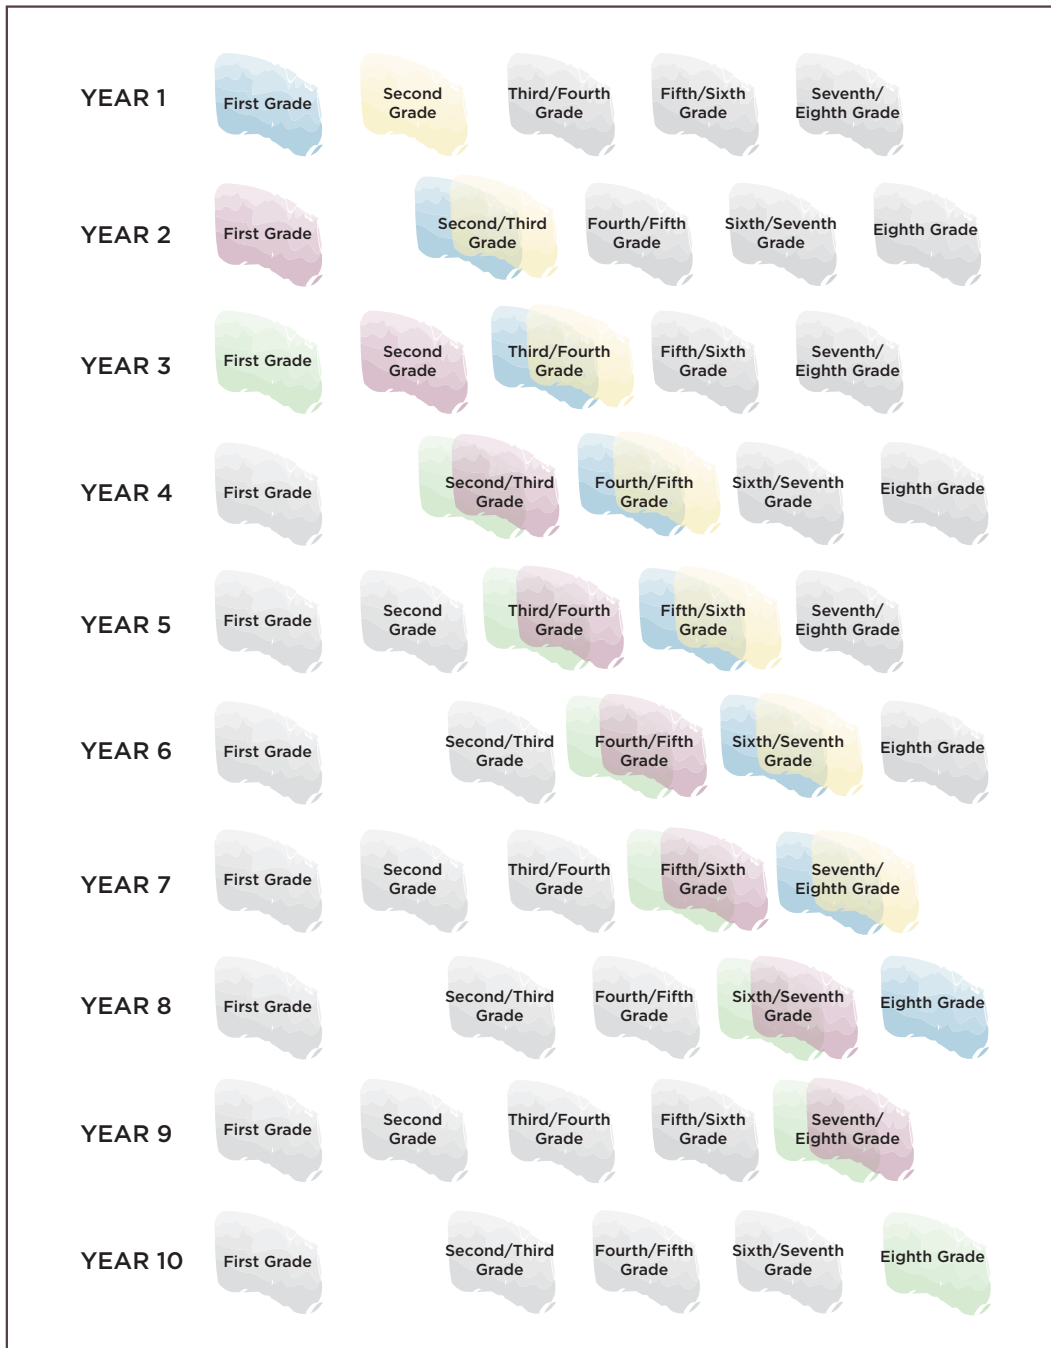 YEAR 1
First Grade
Second
Grade
Third/Fourth
Grade
Fifth/Sixth
Grade
Seventh/
Eighth Grade
YEAR 2
First Grade
Second/Third
Grade
Fourth/Fifth
Grade
Sixth/Seventh
Grade
Eighth Grade
YEAR 3
First Grade
Second
Grade
Third/Fourth
Grade
Fifth/Sixth
Grade
Seventh/
Eighth Grade
YEAR 4
First Grade
Second/Third
Grade
Fourth/Fifth
Grade
Sixth/Seventh
Grade
Eighth Grade
YEAR 5
First Grade
Second
Grade
Third/Fourth
Grade
Fifth/Sixth
Grade
Seventh/
Eighth Grade
YEAR 6
First Grade
Second/Third
Grade
Fourth/Fifth
Grade
Sixth/Seventh
Grade
Eighth Grade
YEAR 7
First Grade
Second
Grade
Third/Fourth
Grade
Fifth/Sixth
Grade
Seventh/
Eighth Grade
YEAR 8
First Grade
Second/Third
Grade
Fourth/Fifth
Grade
Sixth/Seventh
Grade
Eighth Grade
YEAR 9
First Grade
Second
Grade
Third/Fourth
Grade
Fifth/Sixth
Grade
Seventh/
Eighth Grade
YEAR 10
First Grade
Second/Third
Grade
Fourth/Fifth
Grade
Sixth/Seventh
Grade
Eighth Grade